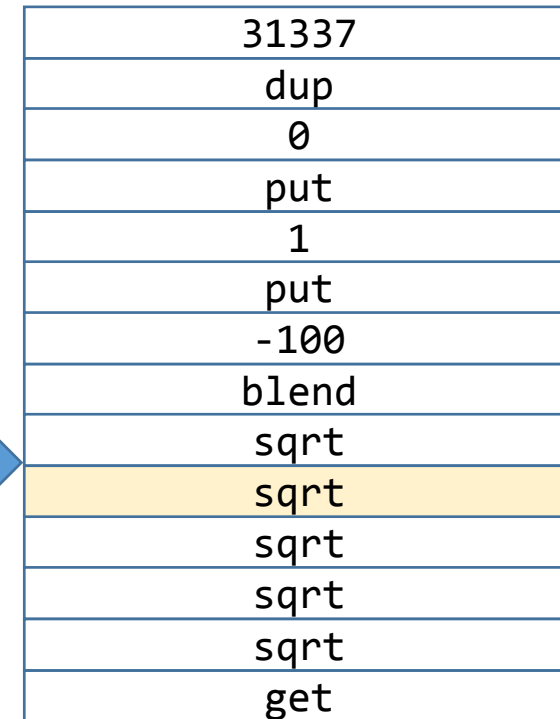 31337
dup
0
put
1
put
-100
blend
sqrt
sqrt
sqrt
sqrt
sqrt
get